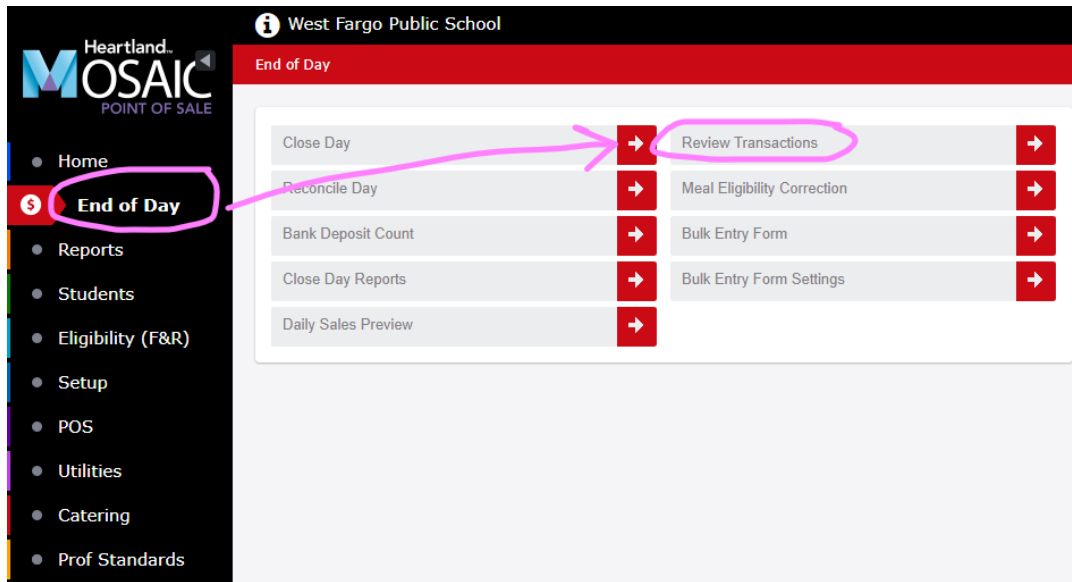 West Fargo Public School
Heartland™
MOSAIC
POINT OF SALE
End of Day
Home
End of Day
Reports
Students
Eligibility (F&R)
Setup
POS
Utilities
Catering
Prof Standards
Close Day
Review Transactions
Reconcile Day
Meal Eligibility Correction
Bank Deposit Count
Bulk Entry Form
Close Day Reports
Bulk Entry Form Settings
Daily Sales Preview